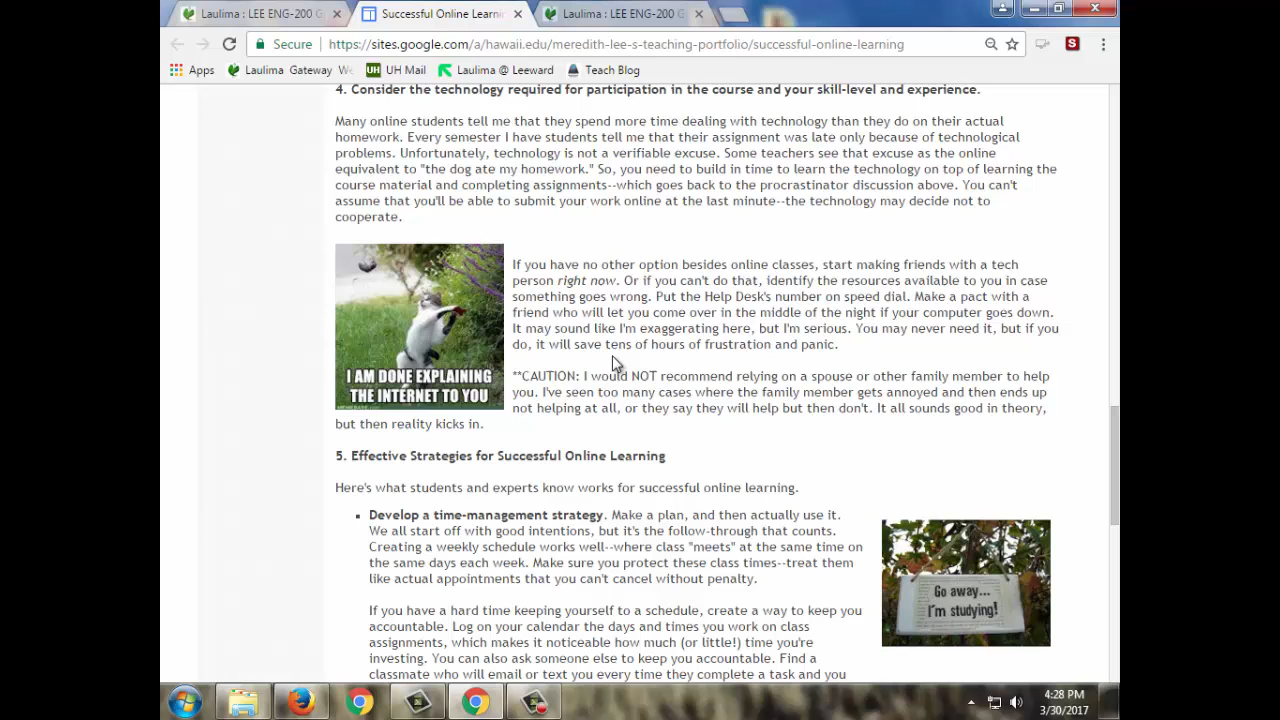 Laulima : LEE ENG-200 G
Successful Online Learni
Laulima : LEE ENG-200 G
Secure
https://sites.google.com/a/hawaii.edu/meredith-lee-s-teaching-portfolio/successful-online-learning
S
Apps
Laulima Gateway We
UH
UH Mail
Laulima @ Leeward
Teach Blog
4. Consider the technology required for participation in the course and your skill-level and experience.
Many online students tell me that they spend more time dealing with technology than they do on their actual
homework. Every semester I have students tell me that their assignment was late only because of technological
problems. Unfortunately, technology is not a verifiable excuse. Some teachers see that excuse as the online
equivalent to "the dog ate my homework." So, you need to build in time to learn the technology on top of learning the
course material and completing assignments--which goes back to the procrastinator discussion above. You can't
assume that you'll be able to submit your work online at the last minute--the technology may decide not to
cooperate.
I AM DONE EXPLAINING
THE INTERNET TO YOU
If you have no other option besides online classes, start making friends with a tech
person right now. Or if you can't do that, identify the resources available to you in case
something goes wrong. Put the Help Desk's number on speed dial. Make a pact with a
friend who will let you come over in the middle of the night if your computer goes down.
It may sound like I'm exaggerating here, but I'm serious. You may never need it, but if you
do, it will save tens of hours of frustration and panic.
**CAUTION: I would NOT recommend relying on a spouse or other family member to help
you. I've seen too many cases where the family member gets annoyed and then ends up
not helping at all, or they say they will help but then don't. It all sounds good in theory,
but then reality kicks in.
5. Effective Strategies for Successful Online Learning
Here's what students and experts know works for successful online learning.
Develop a time-management strategy. Make a plan, and then actually use it.
We all start off with good intentions, but it's the follow-through that counts.
Creating a weekly schedule works well--where class "meets" at the same time on
the same days each week. Make sure you protect these class times--treat them
like actual appointments that you can't cancel without penalty.
Go away...
I'm studying!
If you have a hard time keeping yourself to a schedule, create a way to keep you
accountable. Log on your calendar the days and times you work on class
assignments, which makes it noticeable how much (or little!) time you're
investing. You can also ask someone else to keep you accountable. Find a
classmate who will email or text you every time they complete a task and you
4:28 PM
3/30/2017